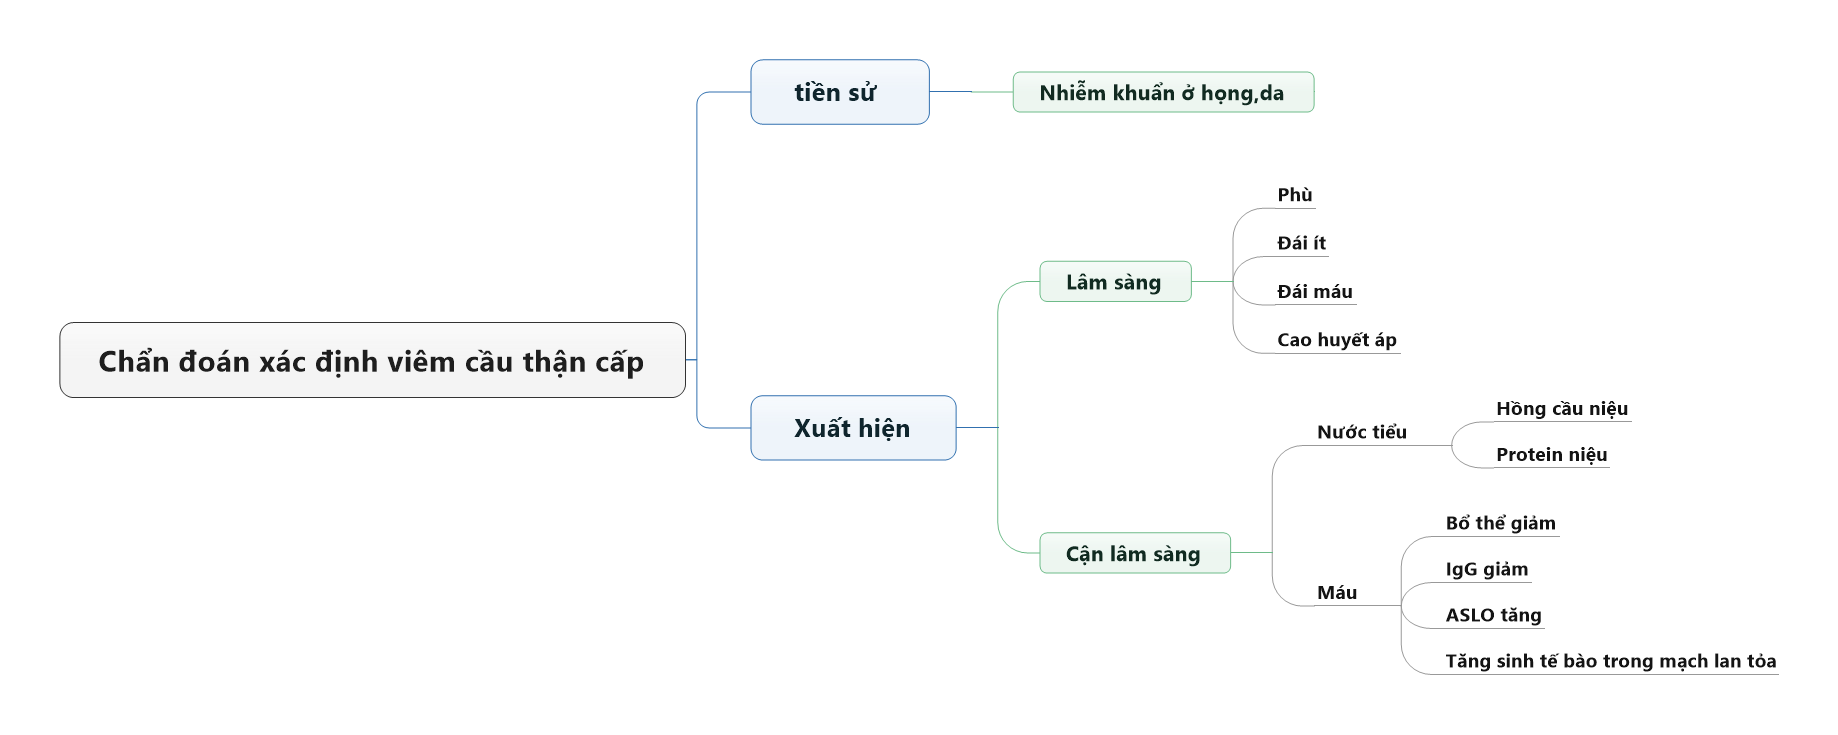 tiền sử
Nhiễm khuẩn ở họng,da
Chẩn đoán xác định viêm cầu thận cấp
Xuất hiện
Lâm sàng
Phù
Đái ít
Đái máu
Cao huyết áp
Cận lâm sàng
Nước tiểu
Hồng cầu niệu
Protein niệu
Máu
Bổ thể giảm
IgG giảm
ASLO tăng
Tăng sinh tế bào trong mạch lan tỏa